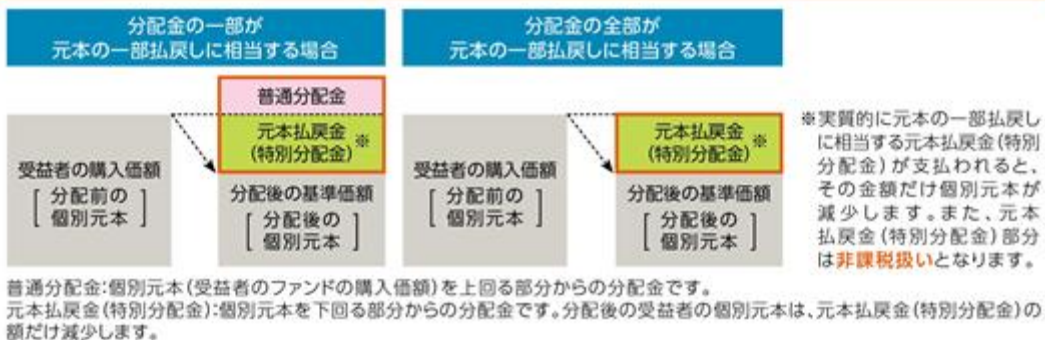 分配金の一部が
元本の一部払戻しに相当する場合
分配金の全部が
元本の一部払戻しに相当する場合
普通分配金
元本払戻金
(特別分配金)
※
受益者の購入価額
[ 分配前の
個別元本 ]
分配後の基準価額
[ 分配後の
個別元本 ]
元本払戻金
(特別分配金)
※
受益者の購入価額
[ 分配前の
個別元本 ]
分配後の基準価額
[ 分配後の
個別元本 ]
※実質的に元本の一部払戻し
に相当する元本払戻金(特別
分配金)が支払われると、
その金額だけ個別元本が
減少します。また、元本
払戻金(特別分配金)部分
は非課税扱いとなります。
普通分配金:個別元本(受益者のファンドの購入価額)を上回る部分からの分配金です。
元本払戻金(特別分配金):個別元本を下回る部分からの分配金です。分配後の受益者の個別元本は、元本払戻金(特別分配金)の
額だけ減少します。